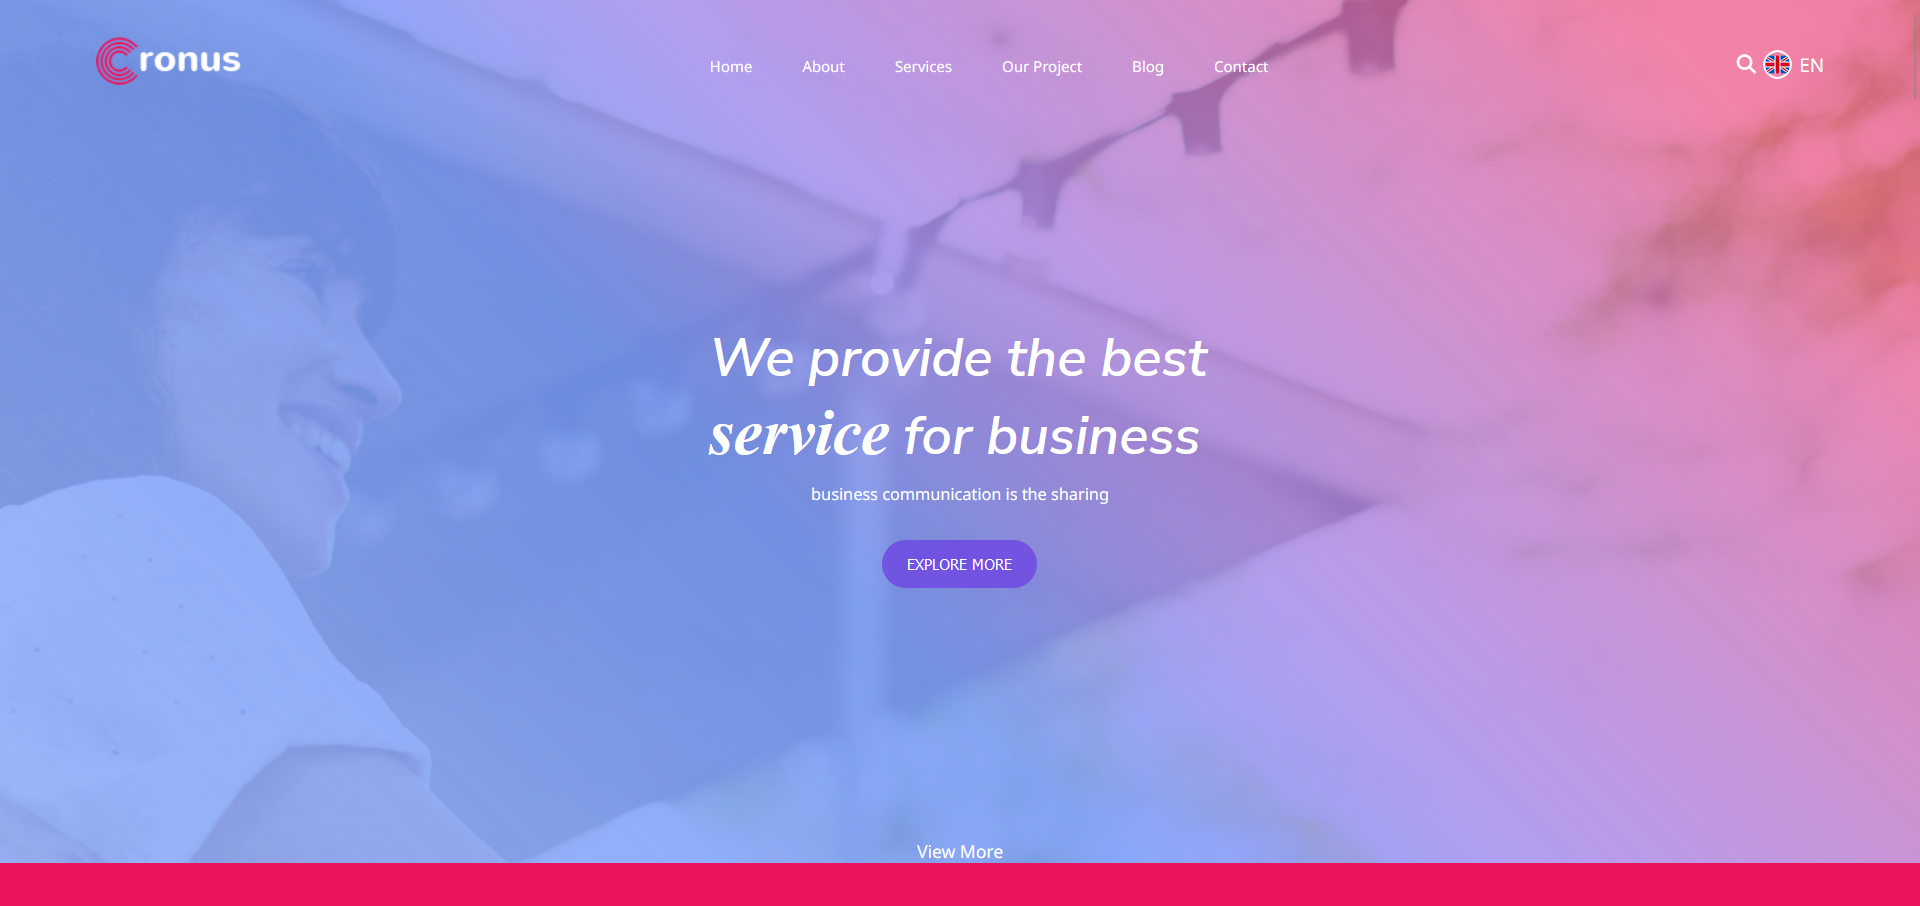 Cronus
Home About Services Our Project Blog Contact
EN
We provide the best
service for business
business communication is the sharing
EXPLORE MORE
View More